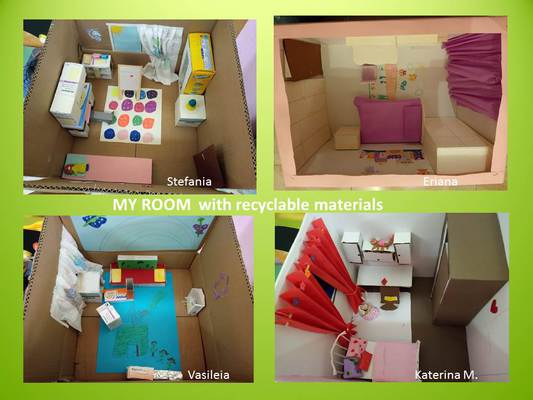 Stefania
Eriana
MY ROOM with recyclable materials
Vasileia
Katerina M.